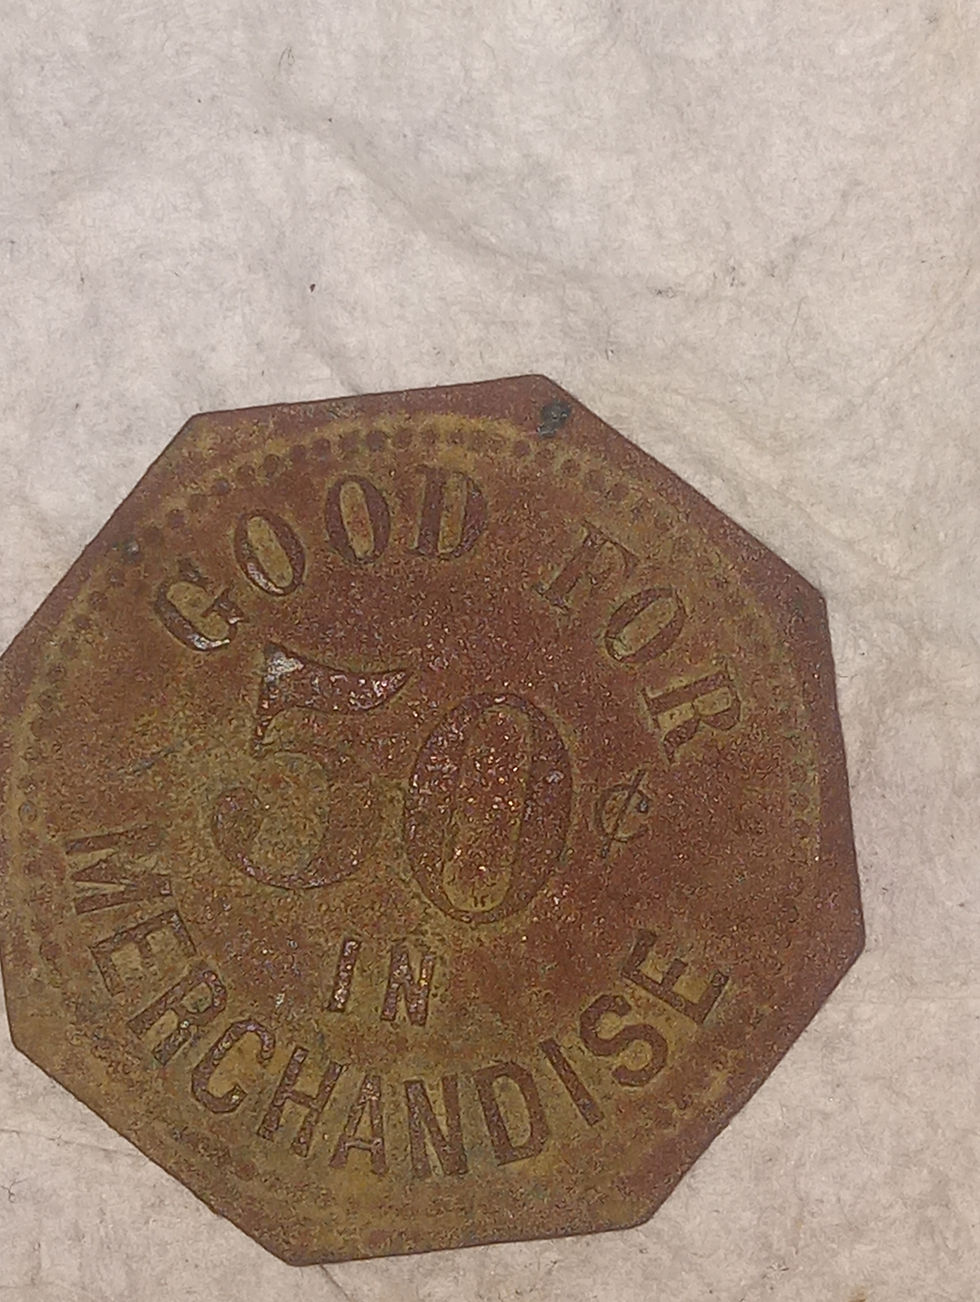 GOOD FOR
50¢
IN
MERCHANDISE